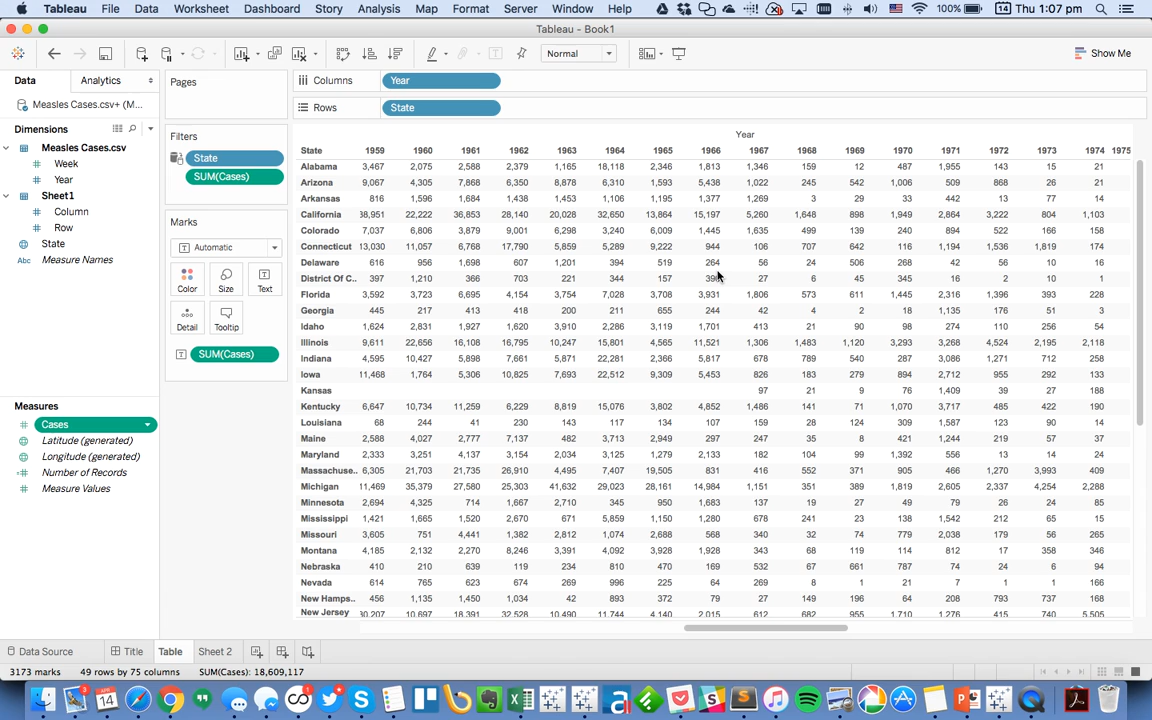 Tableau File Data Worksheet Dashboard Story Analysis Map Format Server Window Help 100% 14 Thu 1:07 pm
Tableau - Book1
Normal Show Me
Data Analytics Pages Columns Year
Measles Cases.csv+ (M... Rows State
Dimensions Filters Year
Measles Cases.csv State 1959 1960 1961 1962 1963 1964 1965 1966 1967 1968 1969 1970 1971 1972 1973 1974 1975
Week State Alabama 3,467 2,075 2,588 2,379 1,165 18,118 2,346 1,813 1,346 159 12 487 1,955 143 15 21
Year SUM(Cases) Arizona 9,067 4,305 7,868 6,350 8,878 6,310 1,593 5,438 1,022 245 542 1,006 509 868 26 21
Sheet1 Arkansas 816 1,596 1,684 1,438 1,453 1,106 1,195 1,377 1,269 3 29 33 442 13 77 14
Column Marks California 38,951 22,222 36,853 28,140 20,028 32,650 13,864 15,197 5,260 1,648 898 1,949 2,864 3,222 804 1,103
Row Colorado 7,037 6,806 3,879 9,001 6,298 3,240 6,009 1,445 1,635 499 139 240 894 522 166 158
State Automatic Connecticut 13,030 11,057 6,768 17,790 5,859 5,289 9,222 944 106 707 642 116 1,194 1,536 1,819 174
Abc Measure Names Delaware 616 956 1,698 607 1,201 394 519 264 56 24 506 268 42 56 10 16
Color Size Text District Of C.. 397 1,210 366 703 221 344 157 27 6 45 345 16 2 10 1
Florida 3,592 3,723 6,695 4,154 3,754 7,028 3,708 3,931 1,806 573 611 1,445 2,316 1,396 393 228
Detail Tooltip Georgia 445 217 413 418 200 211 655 244 42 4 2 18 1,135 176 51 3
Idaho 1,624 2,831 1,927 1,620 3,910 2,286 3,119 1,701 413 21 90 98 274 110 256 54
Illinois 9,611 22,656 16,108 16,795 10,247 15,801 4,565 11,521 1,306 1,483 1,120 3,293 3,268 4,524 2,195 2,118
SUM(Cases) Indiana 4,595 10,427 5,898 7,661 5,871 22,281 2,366 5,817 678 789 540 287 3,086 1,271 712 258
Iowa 11,468 1,764 5,306 10,825 7,693 22,512 9,309 5,453 826 183 279 894 2,712 955 292 133
Kansas 97 21 9 76 1,409 39 27 188
Measures Kentucky 6,647 10,734 11,259 6,229 8,819 15,076 3,802 4,852 1,486 141 71 1,070 3,717 485 422 190
Cases Louisiana 68 244 41 230 143 117 134 107 159 28 124 309 1,587 123 90 14
Latitude (generated) Maine 2,588 4,027 2,777 7,137 482 3,713 2,949 297 247 35 8 421 1,244 219 57 37
Longitude (generated) Maryland 2,333 3,251 4,137 3,154 2,034 3,125 1,279 2,133 182 104 99 1,392 556 13 14 24
Number of Records Massachuse.. 6,305 21,703 21,735 26,910 4,495 7,407 19,505 831 416 552 371 905 466 1,270 3,993 409
Measure Values Michigan 11,469 35,379 27,580 25,303 41,632 29,023 28,161 14,984 1,151 351 389 1,819 2,605 2,337 4,254 2,288
Minnesota 2,694 4,325 714 1,667 2,710 345 950 1,683 137 19 27 49 79 26 24 85
Mississippi 1,421 1,665 1,520 2,670 671 5,859 1,150 1,280 678 241 23 138 1,542 212 65 15
Missouri 3,605 751 4,441 1,382 2,812 1,074 2,688 568 340 32 74 779 2,038 179 56 265
Montana 4,185 2,132 2,270 8,246 3,391 4,092 3,928 1,928 343 68 119 114 812 17 358 346
Nebraska 410 210 639 119 234 810 470 169 532 67 661 787 74 24 6 94
Nevada 614 765 623 674 269 996 225 64 269 8 1 21 7 1 1 166
New Hamps.. 456 1,135 1,450 1,034 42 893 372 79 27 149 196 64 208 793 737 168
New Jersey 30,207 10,697 18,391 32,528 10,490 11,744 4,140 2,015 612 682 955 1,710 1,276 415 740 5,505
Data Source Title Table Sheet 2
3173 marks 49 rows by 75 columns SUM(Cases): 18,609,117